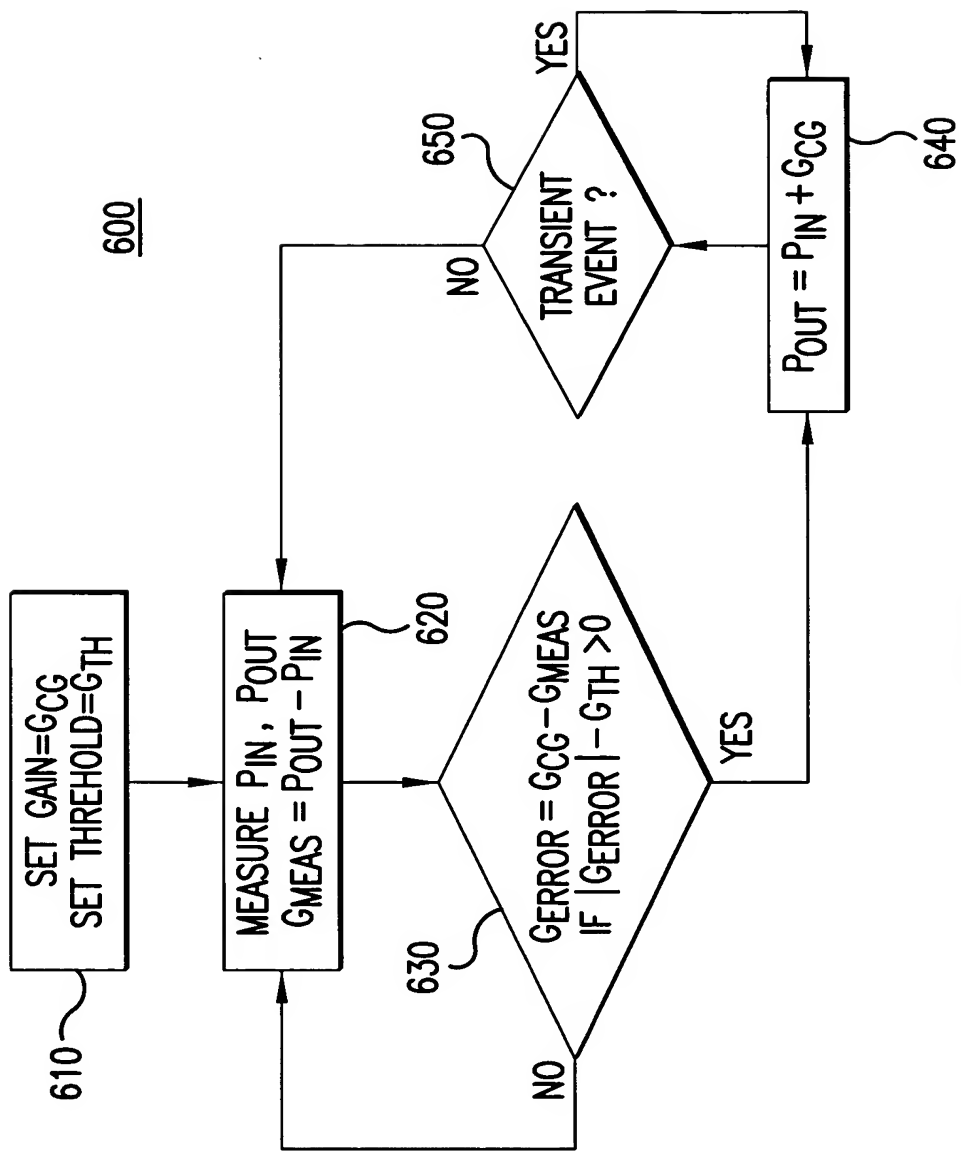 600
SET GAIN=GCG
SET THREHOLD=GTH
610
MEASURE PIN, POUT
GMEAS = POUT - PIN
620
GERROR = GCG - GMEAS
IF |GERROR| - GTH >0
630
NO
YES
POUT = PIN + GCG
640
TRANSIENT
EVENT ?
650
NO
YES